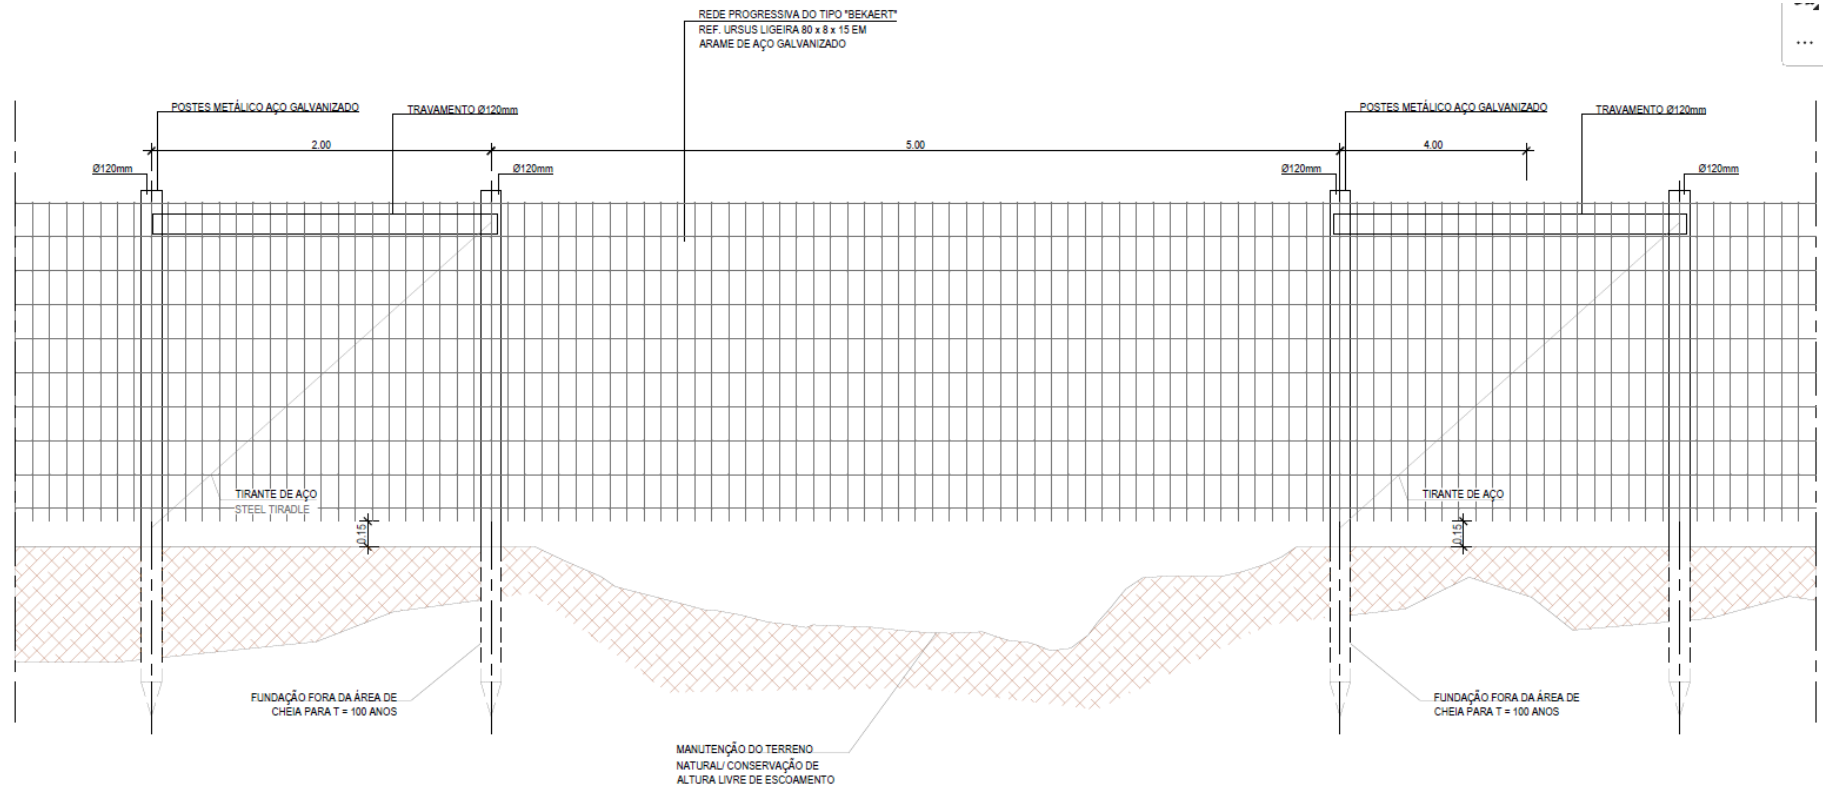 REDE PROGRESSIVA DO TIPO "BEKAERT"
REF. URSUS LIGEIRA 80 x 8 x 15 EM
ARAME DE AÇO GALVANIZADO
...
POSTES METÁLICO AÇO GALVANIZADO
TRAVAMENTO Ø120mm
POSTES METÁLICO AÇO GALVANIZADO
TRAVAMENTO Ø120mm
2.00
5.00
4.00
Ø120mm
Ø120mm
Ø120mm
Ø120mm
TIRANTE DE AÇO
STEEL TIRADLE
TIRANTE DE AÇO
0.15
0.15
FUNDAÇÃO FORA DA ÁREA DE
CHEIA PARA T = 100 ANOS
FUNDAÇÃO FORA DA ÁREA DE
CHEIA PARA T = 100 ANOS
MANUTENÇÃO DO TERRENO
NATURAL/ CONSERVAÇÃO DE
ALTURA LIVRE DE ESCOAMENTO